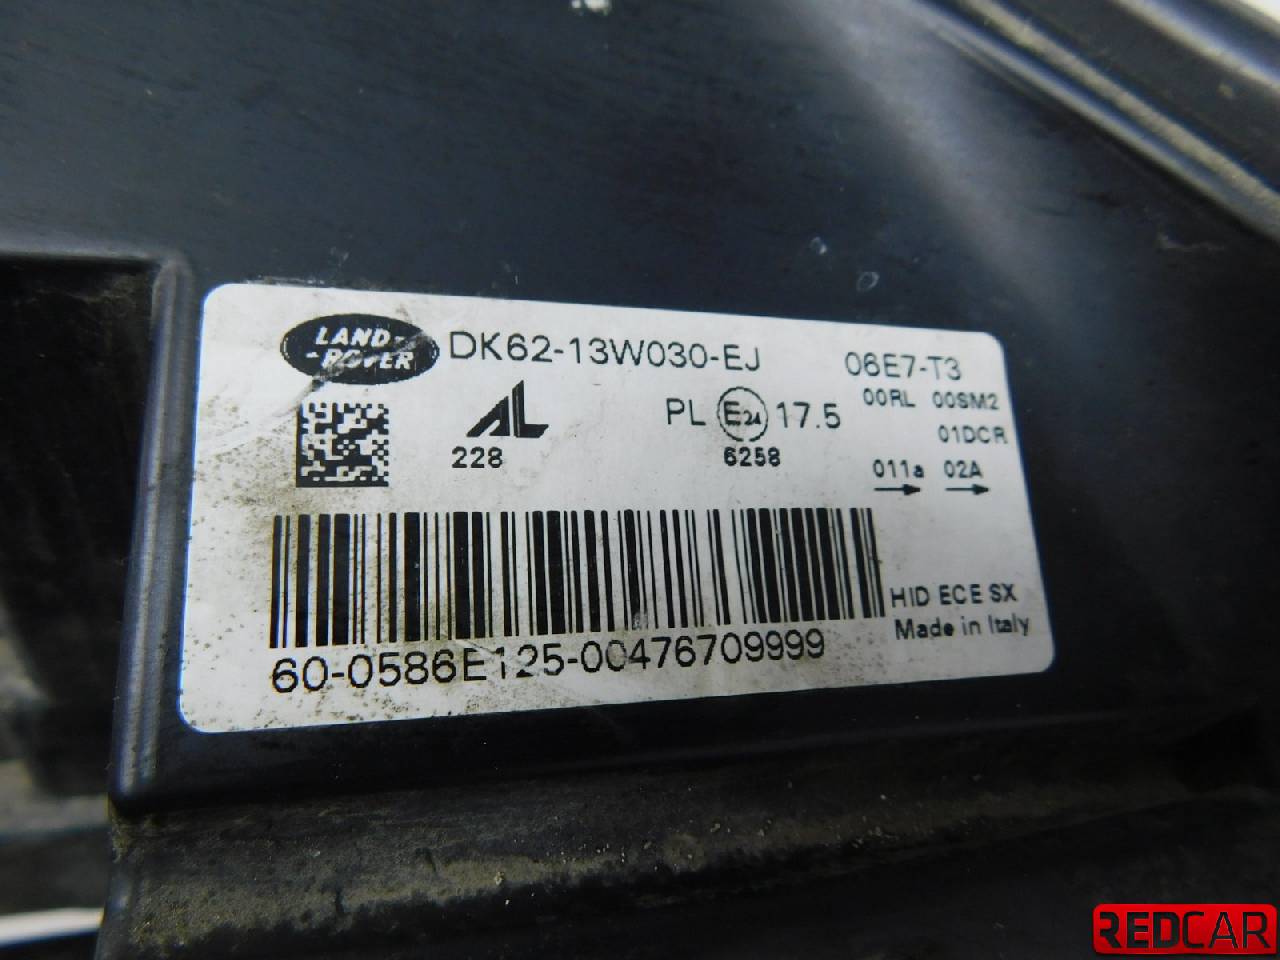 LAND-
-ROVER
DK62-13W030-EJ
06E7-T3
00RL 00SM2
01DCR
AL
228
PL E24 17.5
6258
011a 02A
HID ECE SX
Made in Italy
60-0586E125-00476709999
REDCAR